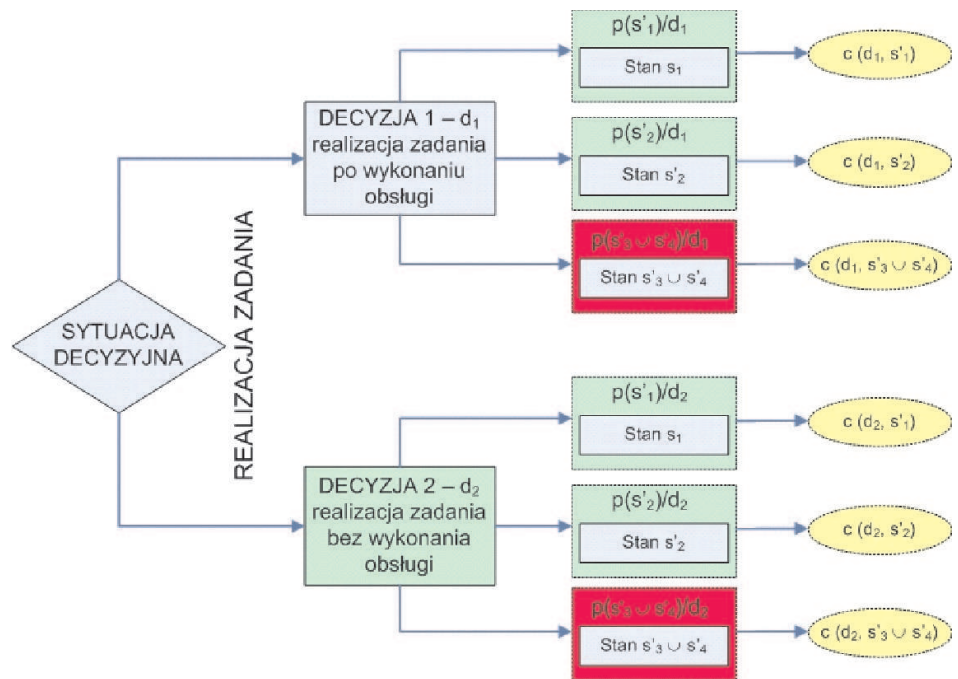 SYTUACJA
DECYZYJNA
REALIZACJA ZADANIA
DECYZJA 1 – d₁
realizacja zadania
po wykonaniu
obsługi
p(s'₁)/d₁
Stan s₁
c (d₁, s'₁)
p(s'₂)/d₁
Stan s'₂
c (d₁, s'₂)
p(s'₃ ∪ s'₄)/d₁
Stan s'₃ ∪ s'₄
c (d₁, s'₃ ∪ s'₄)
DECYZJA 2 – d₂
realizacja zadania
bez wykonania
obsługi
p(s'₁)/d₂
Stan s₁
c (d₂, s'₁)
p(s'₂)/d₂
Stan s'₂
c (d₂, s'₂)
p(s'₃ ∪ s'₄)/d₂
Stan s'₃ ∪ s'₄
c (d₂, s'₃ ∪ s'₄)